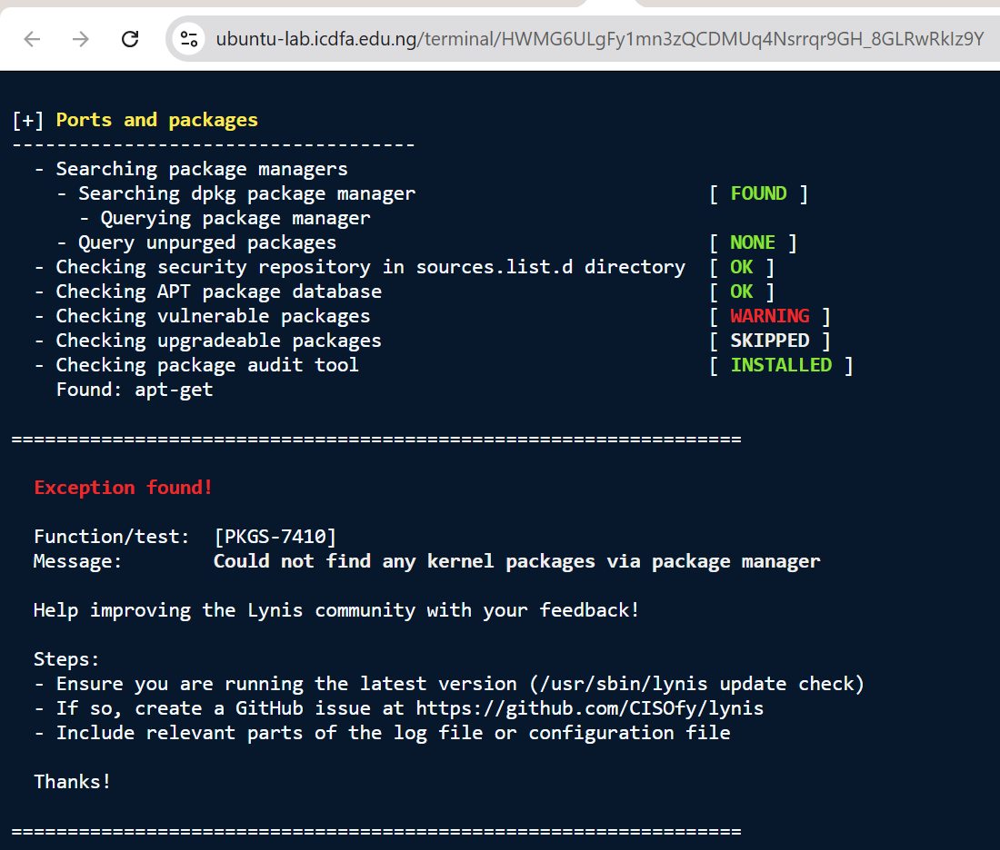 ubuntu-lab.icdfa.edu.ng/terminal/HWMG6ULgFy1mn3zQCDMUq4Nsrrqr9GH_8GLRwRkIz9Y
[+] Ports and packages
------------------------------------
- Searching package managers
- Searching dpkg package manager [ FOUND ]
- Querying package manager
- Query unpurged packages [ NONE ]
- Checking security repository in sources.list.d directory [ OK ]
- Checking APT package database [ OK ]
- Checking vulnerable packages [ WARNING ]
- Checking upgradeable packages [ SKIPPED ]
- Checking package audit tool [ INSTALLED ]
Found: apt-get
=================================================================
Exception found!
Function/test: [PKGS-7410]
Message: Could not find any kernel packages via package manager
Help improving the Lynis community with your feedback!
Steps:
- Ensure you are running the latest version (/usr/sbin/lynis update check)
- If so, create a GitHub issue at https://github.com/CISOfy/lynis
- Include relevant parts of the log file or configuration file
Thanks!
=================================================================